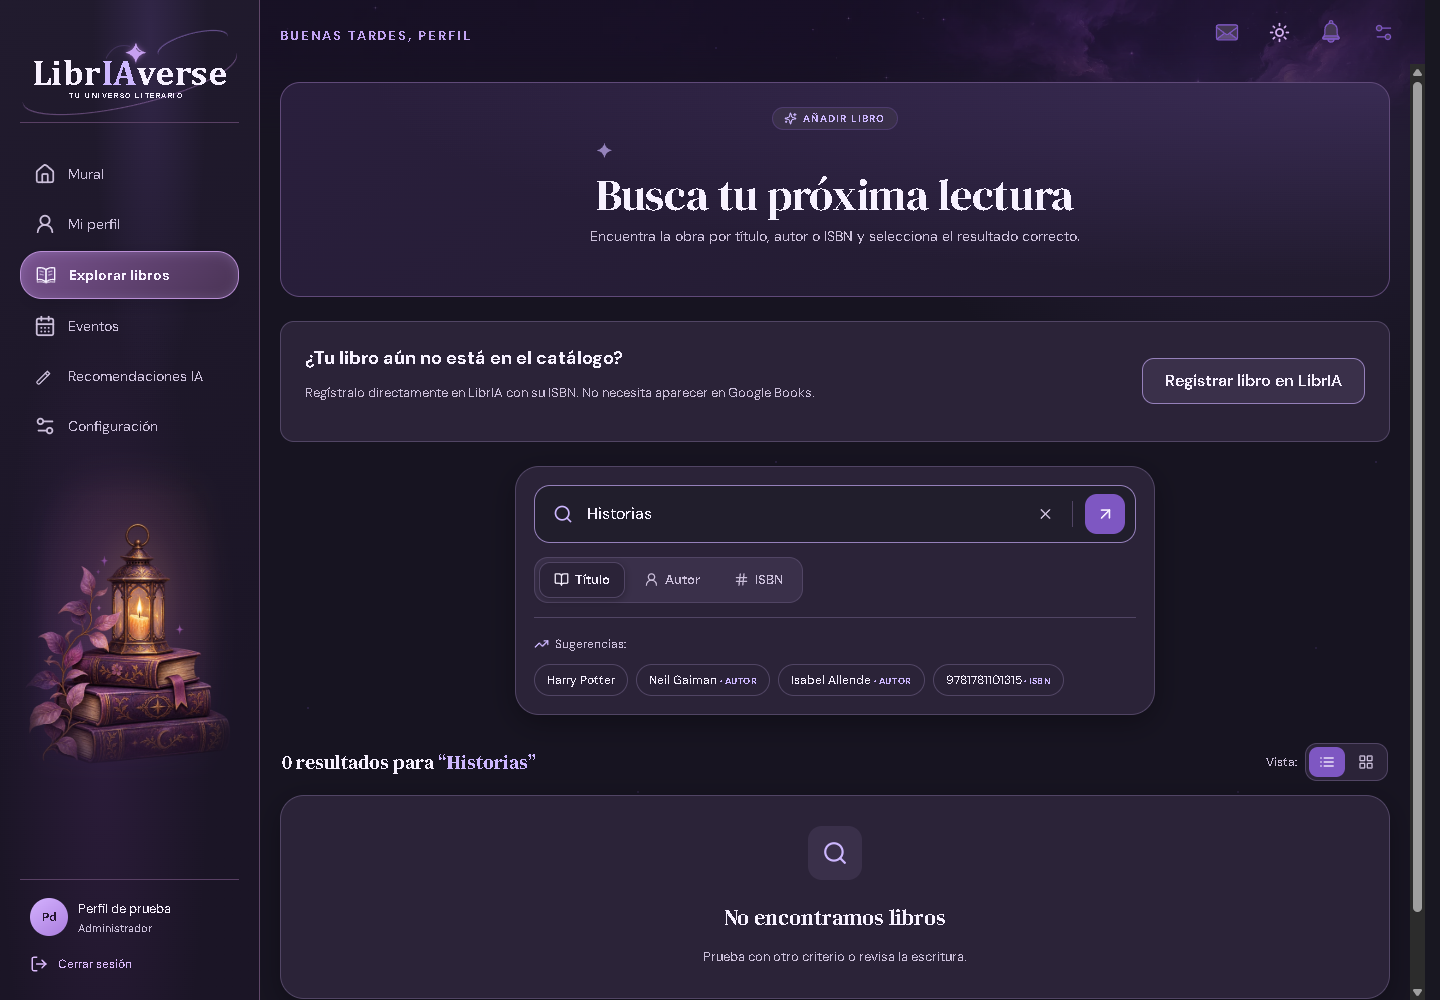 LibrIAverse
TU UNIVERSO LITERARIO
Mural
Mi perfil
Explorar libros
Eventos
Recomendaciones IA
Configuración
Pd
Perfil de prueba
Administrador
Cerrar sesión
BUENAS TARDES, PERFIL
AÑADIR LIBRO
Busca tu próxima lectura
Encuentra la obra por título, autor o ISBN y selecciona el resultado correcto.
¿Tu libro aún no está en el catálogo?
Regístralo directamente en LibrIA con su ISBN. No necesita aparecer en Google Books.
Registrar libro en LibrIA
Historias
Título Autor # ISBN
Sugerencias:
Harry Potter Neil Gaiman · AUTOR Isabel Allende · AUTOR 9781781101315 · ISBN
0 resultados para “Historias”
Vista:
No encontramos libros
Prueba con otro criterio o revisa la escritura.